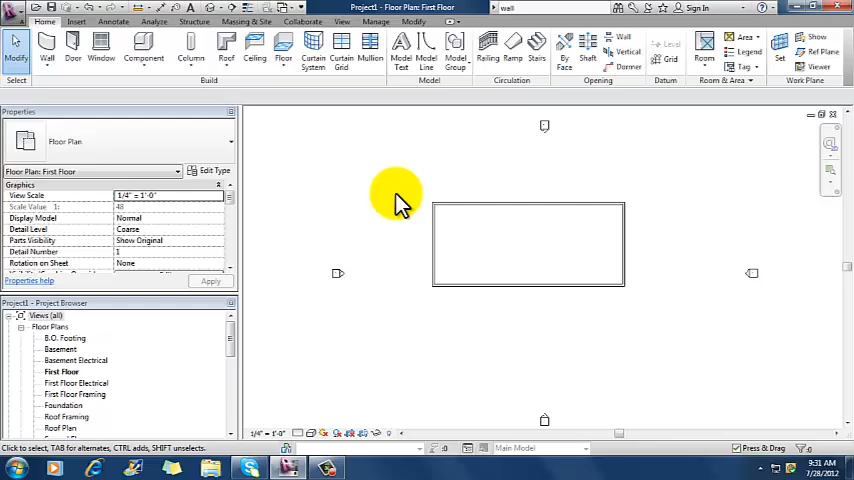 Project1 - Floor Plan: First Floor
wall
Sign In
Home Insert Annotate Analyze Structure Massing & Site Collaborate View Manage Modify
Modify Wall Door Window Component Column Roof Ceiling Floor Curtain System Curtain Grid Mullion Model Text Model Line Model Group Railing Ramp Stairs By Face Shaft Wall Vertical Dormer Level Grid Room Area Legend Tag Set Show Ref Plane Viewer
Select Build Model Circulation Opening Datum Room & Area Work Plane
Properties
Floor Plan
Floor Plan: First Floor Edit Type
Graphics
View Scale 1/4" = 1'-0"
Scale Value 1: 48
Display Model Normal
Detail Level Coarse
Parts Visibility Show Original
Detail Number 1
Rotation on Sheet None
Properties help Apply
Project1 - Project Browser
Views (all)
Floor Plans
B.O. Footing
Basement
Basement Electrical
First Floor
First Floor Electrical
First Floor Framing
Foundation
Roof Framing
Roof Plan
1/4" = 1'-0"
Click to select, TAB for alternates, CTRL adds, SHIFT unselects. :0 Main Model Press & Drag :0
9:31 AM
7/28/2012